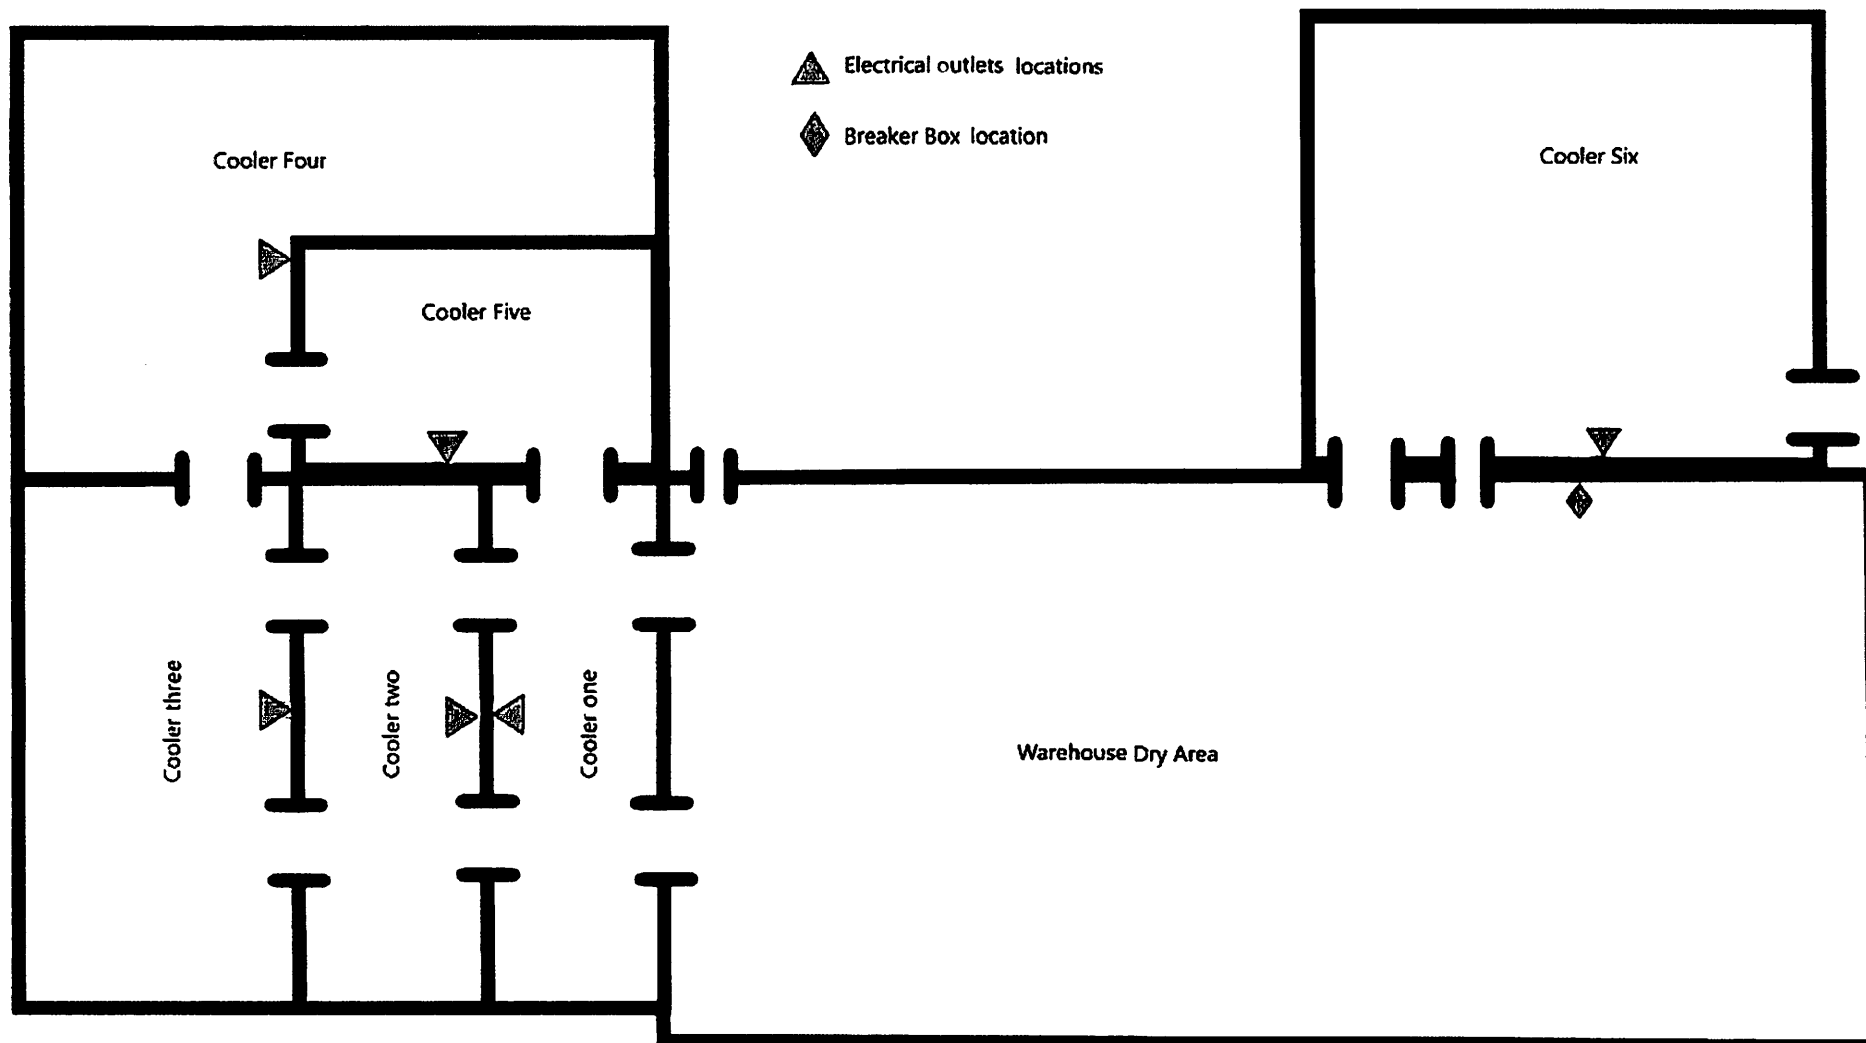 Electrical outlets locations
Breaker Box location
Cooler Four
Cooler Six
Cooler Five
Cooler three
Cooler two
Cooler one
Warehouse Dry Area